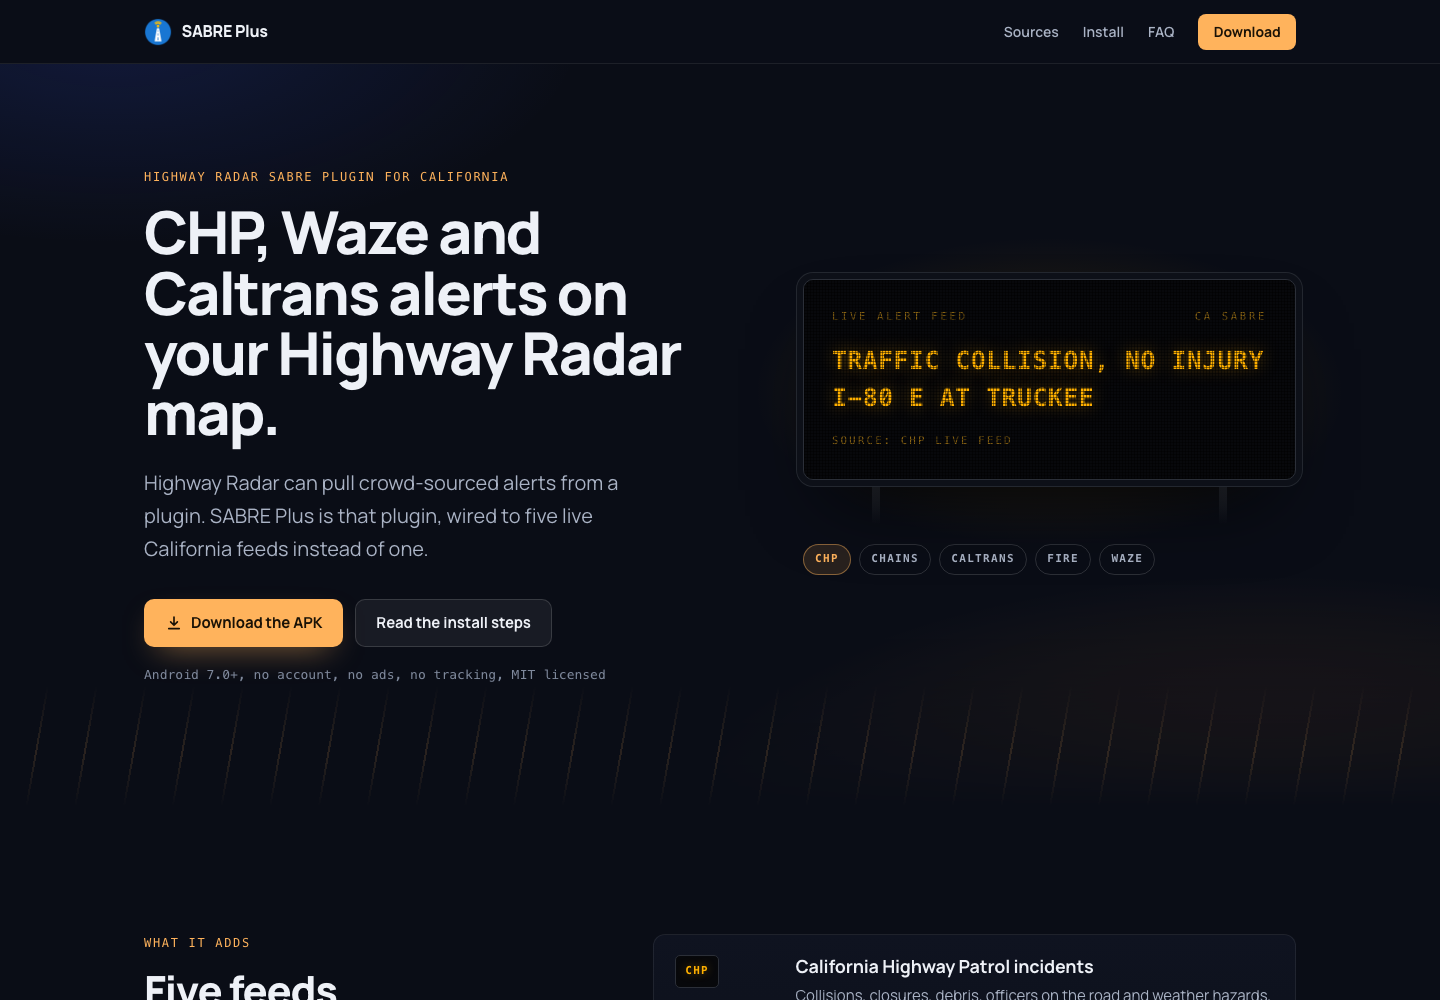 SABRE Plus
Sources
Install
FAQ
Download
HIGHWAY RADAR SABRE PLUGIN FOR CALIFORNIA
CHP, Waze and
Caltrans alerts on
your Highway Radar
map.
Highway Radar can pull crowd-sourced alerts from a
plugin. SABRE Plus is that plugin, wired to five live
California feeds instead of one.
Download the APK
Read the install steps
Android 7.0+, no account, no ads, no tracking, MIT licensed
LIVE ALERT FEED
CA SABRE
TRAFFIC COLLISION, NO INJURY
I–80 E AT TRUCKEE
SOURCE: CHP LIVE FEED
CHP
CHAINS
CALTRANS
FIRE
WAZE
WHAT IT ADDS
Five feeds
CHP
California Highway Patrol incidents
Collisions, closures, debris, officers on the road and weather hazards,